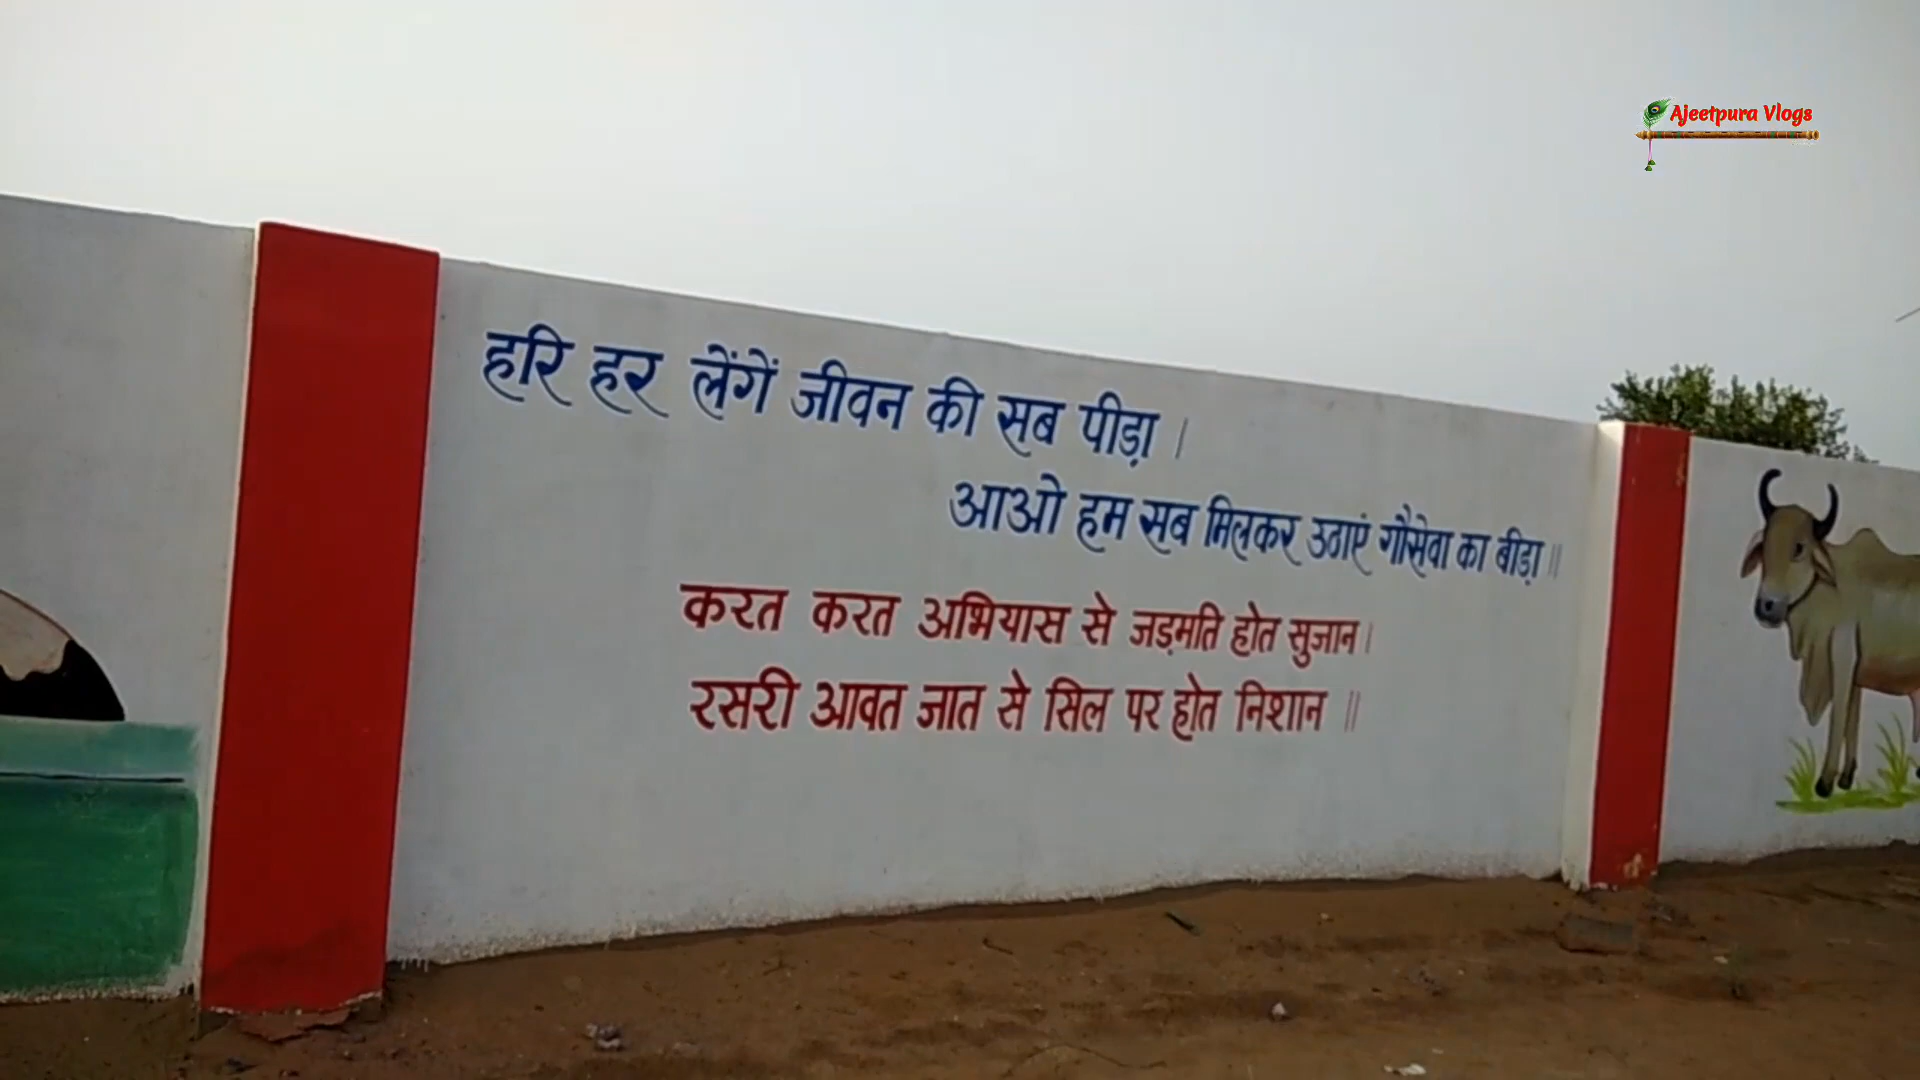 Ajeetpura Vlogs
हरि हर लेंगें जीवन की सब पीड़ा ।
आओ हम सब मिलकर उठाएं गौसेवा का बीड़ा ॥
करत करत अभियास से जड़मति होत सुजान ।
रसरी आवत जात से सिल पर होत निशान ॥